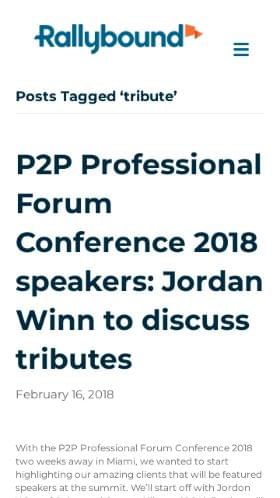 Rallybound
Posts Tagged ‘tribute’
P2P Professional
Forum
Conference 2018
speakers: Jordan
Winn to discuss
tributes
February 16, 2018
With the P2P Professional Forum Conference 2018
two weeks away in Miami, we wanted to start
highlighting our amazing clients that will be featured
speakers at the summit. We’ll start off with Jordon